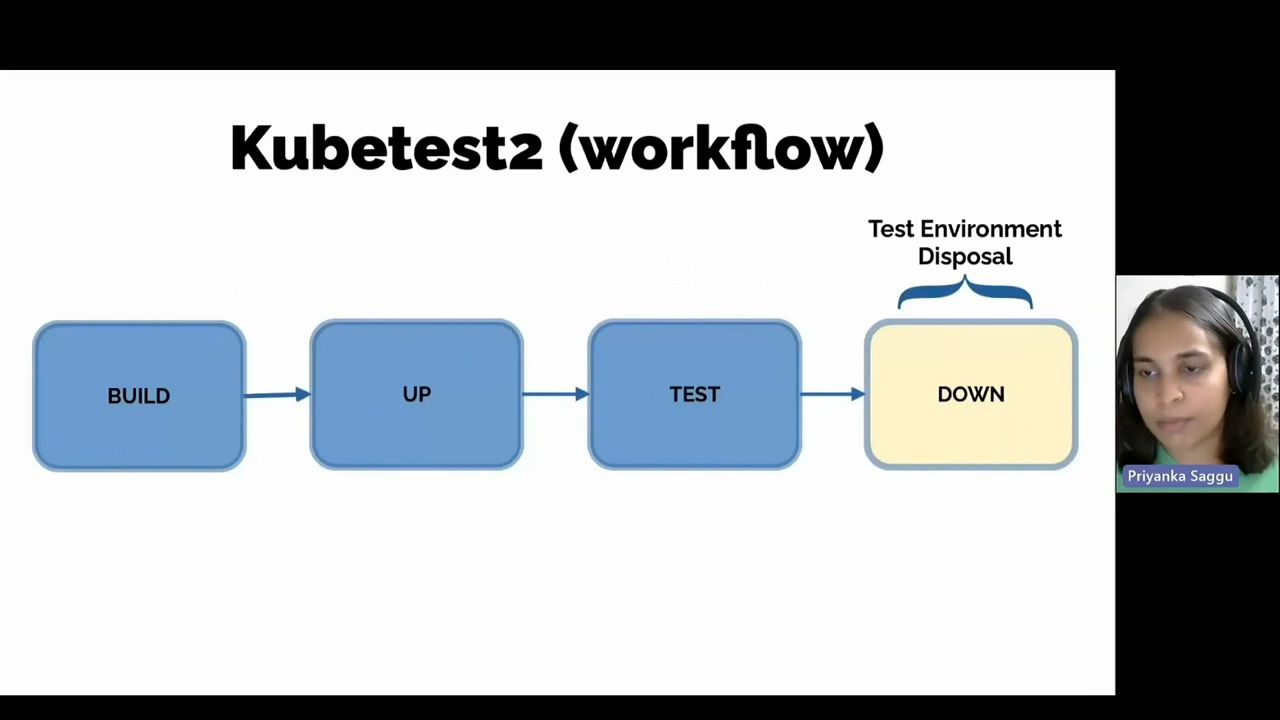 Kubetest2 (workflow)
Test Environment
Disposal
BUILD
UP
TEST
DOWN
Priyanka Saggu